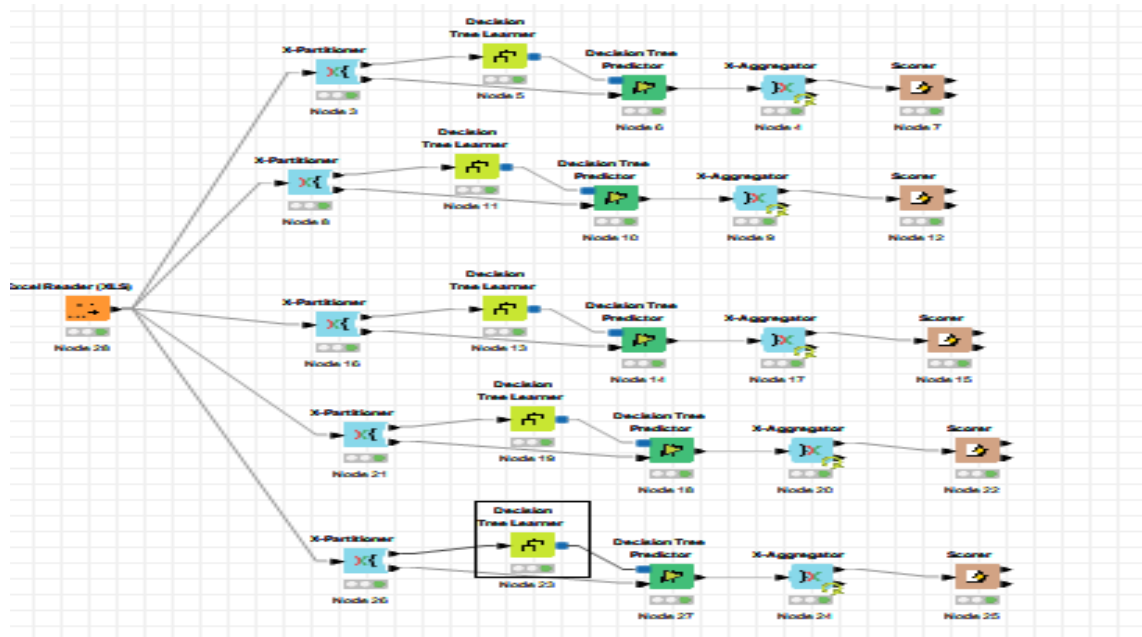 Decision
Tree Learner
X-Partitioner
Decision Tree
Predictor
X-Aggregator
Scorer
Node 3
Node 5
Node 6
Node 4
Node 7
Decision
Tree Learner
X-Partitioner
Decision Tree
Predictor
X-Aggregator
Scorer
Node 8
Node 11
Node 10
Node 9
Node 12
Excel Reader (XLS)
Node 28
Decision
Tree Learner
X-Partitioner
Decision Tree
Predictor
X-Aggregator
Scorer
Node 16
Node 13
Node 14
Node 17
Node 15
Decision
Tree Learner
X-Partitioner
Decision Tree
Predictor
X-Aggregator
Scorer
Node 21
Node 19
Node 18
Node 20
Node 22
Decision
Tree Learner
X-Partitioner
Decision Tree
Predictor
X-Aggregator
Scorer
Node 26
Node 23
Node 27
Node 24
Node 25